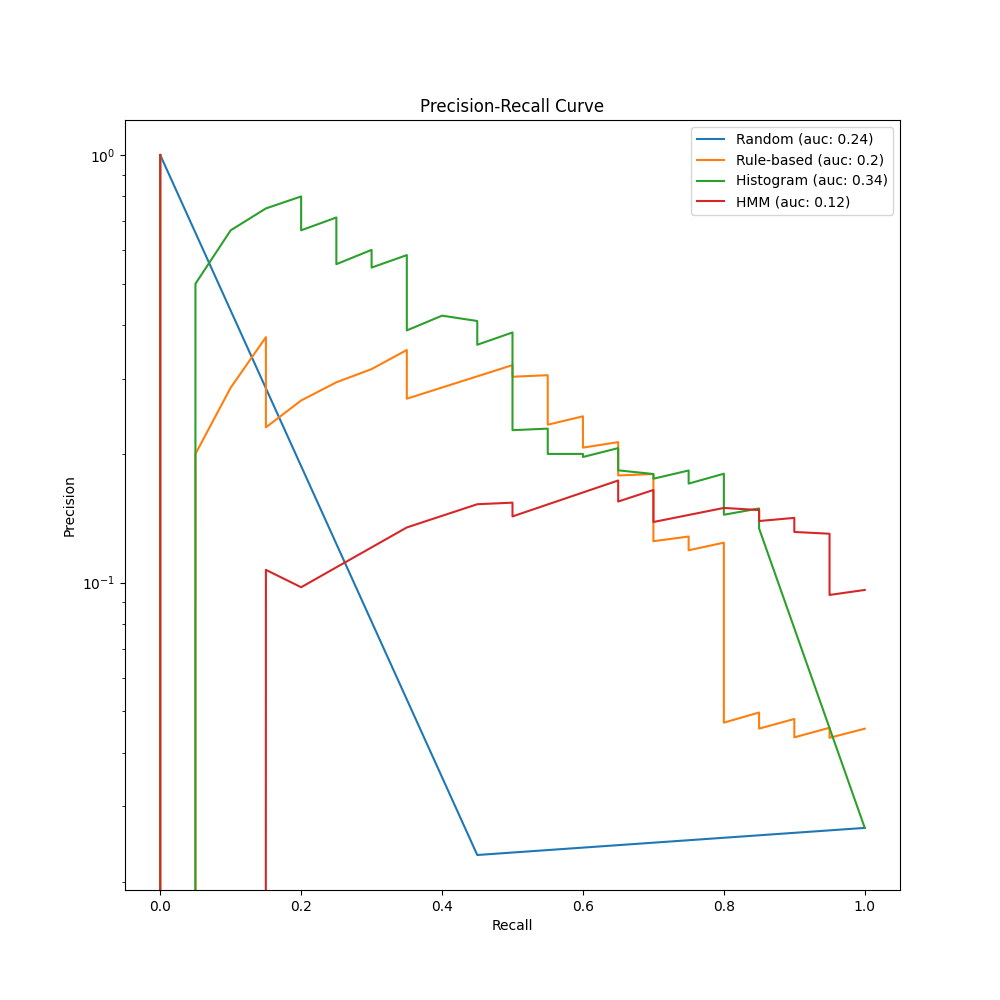 Precision-Recall Curve
Random (auc: 0.24)
Rule-based (auc: 0.2)
Histogram (auc: 0.34)
HMM (auc: 0.12)
10⁰
10⁻¹
Precision
0.0 0.2 0.4 0.6 0.8 1.0
Recall